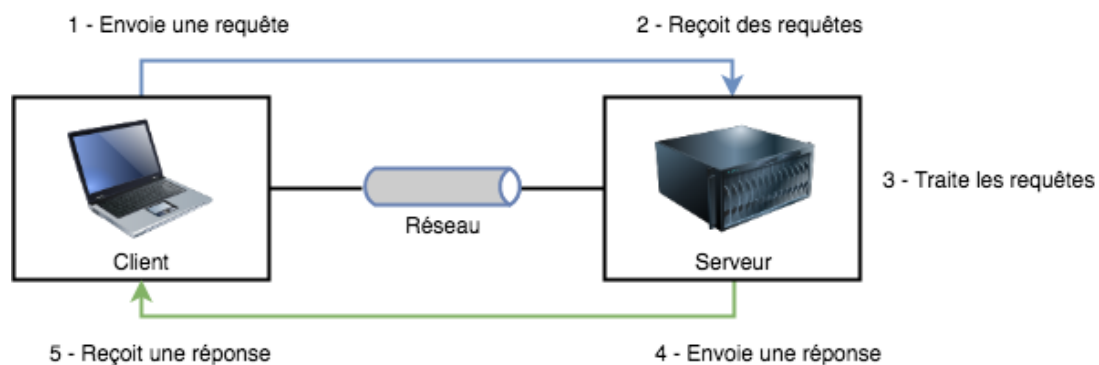 1 - Envoie une requête
2 - Reçoit des requêtes
3 - Traite les requêtes
Réseau
Client
Serveur
5 - Reçoit une réponse
4 - Envoie une réponse